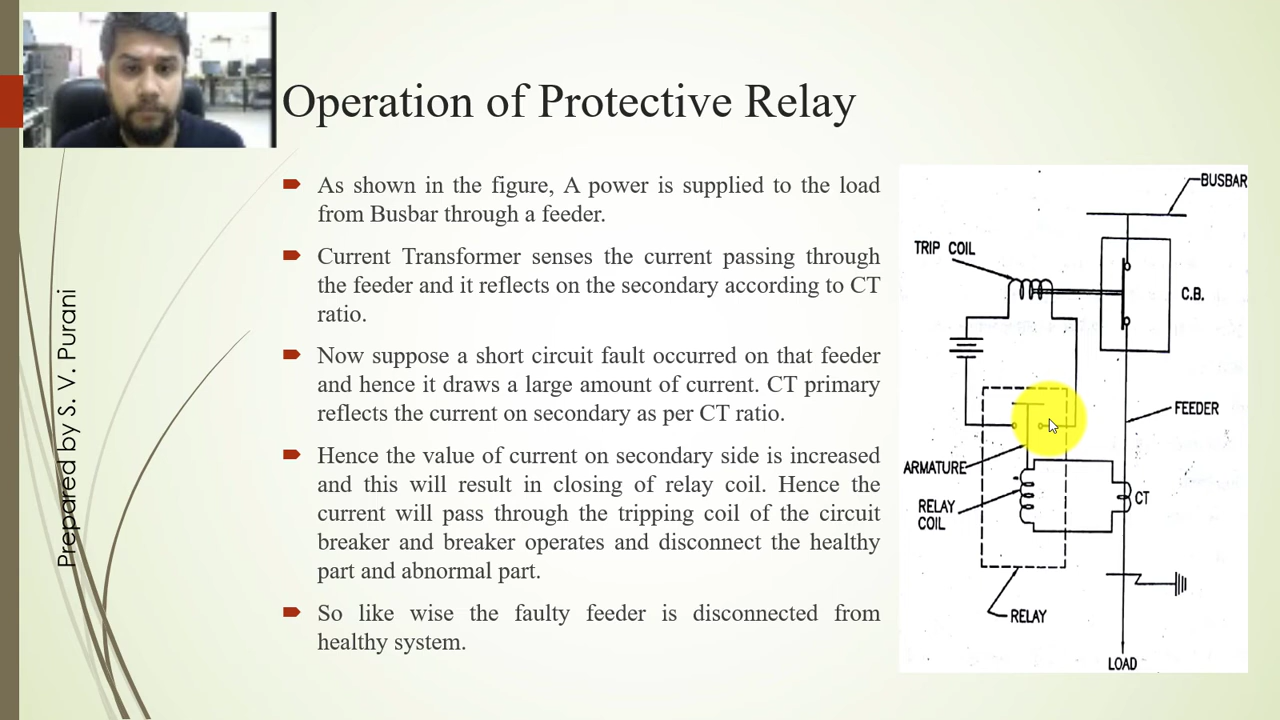 Operation of Protective Relay
As shown in the figure, A power is supplied to the load
from Busbar through a feeder.
Current Transformer senses the current passing through
the feeder and it reflects on the secondary according to CT
ratio.
Now suppose a short circuit fault occurred on that feeder
and hence it draws a large amount of current. CT primary
reflects the current on secondary as per CT ratio.
Hence the value of current on secondary side is increased
and this will result in closing of relay coil. Hence the
current will pass through the tripping coil of the circuit
breaker and breaker operates and disconnect the healthy
part and abnormal part.
So like wise the faulty feeder is disconnected from
healthy system.
Prepared by S. V. Purani
BUSBAR
TRIP COIL
C.B.
FEEDER
ARMATURE
RELAY
COIL
CT
RELAY
LOAD